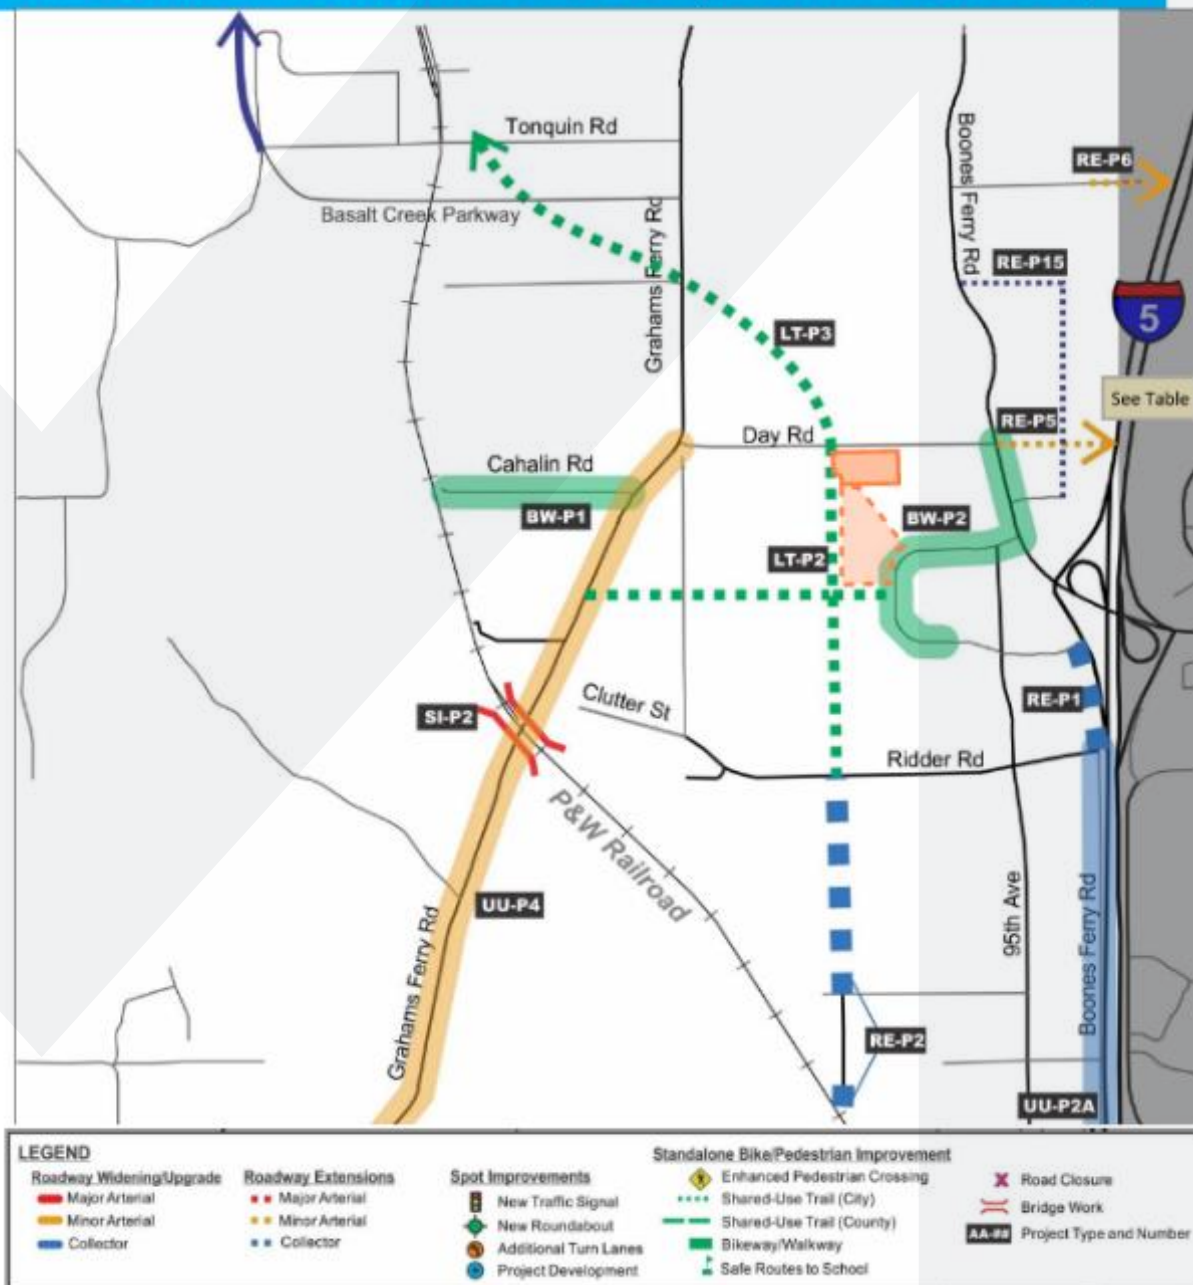 Tonquin Rd
Boones Ferry Rd
RE-P6
Basalt Creek Parkway
Grahams Ferry Rd
RE-P15
5
LT-P3
See Table
RE-P5
Day Rd
Cahalin Rd
BW-P1
BW-P2
LT-P2
Clutter St
RE-P1
SI-P2
Ridder Rd
P&W Railroad
UU-P4
95th Ave
Boones Ferry Rd
Grahams Ferry Rd
RE-P2
UU-P2A
LEGEND
Roadway Widening/Upgrade
Major Arterial
Minor Arterial
Collector
Roadway Extensions
Major Arterial
Minor Arterial
Collector
Spot Improvements
New Traffic Signal
New Roundabout
Additional Turn Lanes
Project Development
Standalone Bike/Pedestrian Improvement
Enhanced Pedestrian Crossing
Shared-Use Trail (City)
Shared-Use Trail (County)
Bikeway/Walkway
Safe Routes to School
Road Closure
Bridge Work
AA-## Project Type and Number